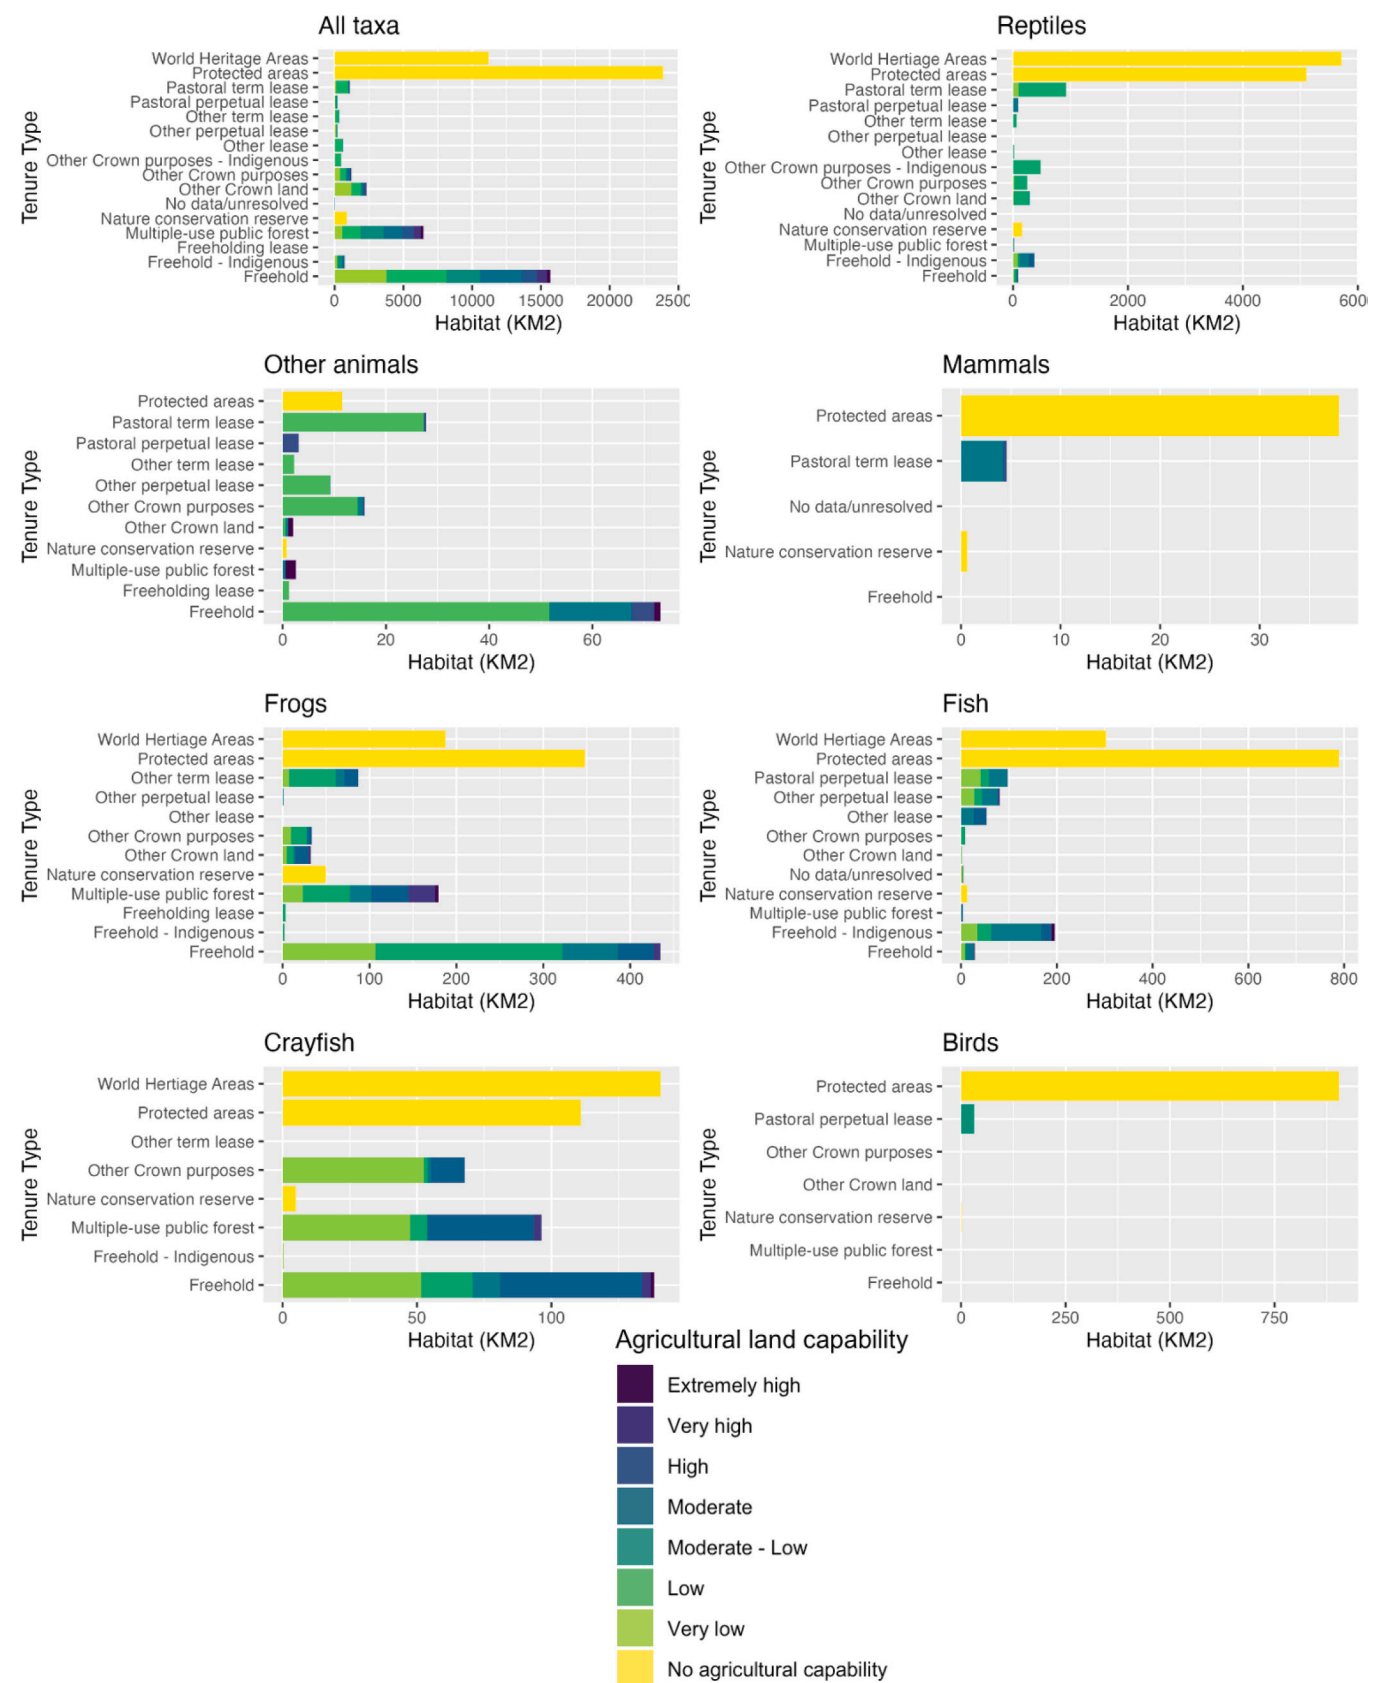 All taxa
Tenure Type
World Heritage Areas
Protected areas
Pastoral term lease
Pastoral perpetual lease
Other term lease
Other perpetual lease
Other lease
Other Crown purposes - Indigenous
Other Crown purposes
Other Crown land
No data/unresolved
Nature conservation reserve
Multiple-use public forest
Freeholding lease
Freehold - Indigenous
Freehold
0 5000 10000 15000 20000 2500
Habitat (KM2)
Reptiles
Tenure Type
World Hertiage Areas
Protected areas
Pastoral term lease
Pastoral perpetual lease
Other term lease
Other perpetual lease
Other lease
Other Crown purposes - Indigenous
Other Crown purposes
Other Crown land
No data/unresolved
Nature conservation reserve
Multiple-use public forest
Freehold - Indigenous
Freehold
0 2000 4000 600
Habitat (KM2)
Other animals
Tenure Type
Protected areas
Pastoral term lease
Pastoral perpetual lease
Other term lease
Other perpetual lease
Other Crown purposes
Other Crown land
Nature conservation reserve
Multiple-use public forest
Freeholding lease
Freehold
0 20 40 60
Habitat (KM2)
Mammals
Tenure Type
Protected areas
Pastoral term lease
No data/unresolved
Nature conservation reserve
Freehold
0 10 20 30
Habitat (KM2)
Frogs
Tenure Type
World Hertiage Areas
Protected areas
Other term lease
Other perpetual lease
Other lease
Other Crown purposes
Other Crown land
Nature conservation reserve
Multiple-use public forest
Freeholding lease
Freehold - Indigenous
Freehold
0 100 200 300 400
Habitat (KM2)
Fish
Tenure Type
World Hertiage Areas
Protected areas
Pastoral perpetual lease
Other perpetual lease
Other lease
Other Crown purposes
Other Crown land
No data/unresolved
Nature conservation reserve
Multiple-use public forest
Freehold - Indigenous
Freehold
0 200 400 600 800
Habitat (KM2)
Crayfish
Tenure Type
World Hertiage Areas
Protected areas
Other term lease
Other Crown purposes
Nature conservation reserve
Multiple-use public forest
Freehold - Indigenous
Freehold
0 50 100
Habitat (KM2)
Birds
Tenure Type
Protected areas
Pastoral perpetual lease
Other Crown purposes
Other Crown land
Nature conservation reserve
Multiple-use public forest
Freehold
0 250 500 750
Habitat (KM2)
Agricultural land capability
Extremely high
Very high
High
Moderate
Moderate - Low
Low
Very low
No agricultural capability